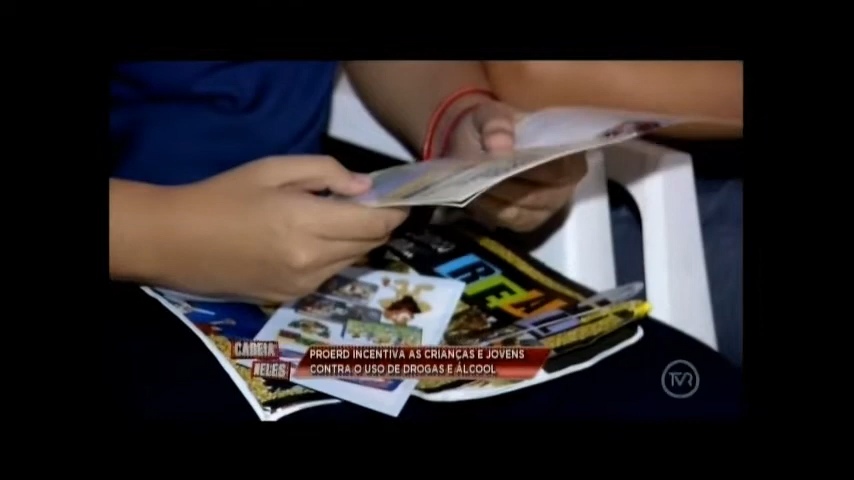 CADEIA
NELES
PROERD INCENTIVA AS CRIANÇAS E JOVENS
CONTRA O USO DE DROGAS E ÁLCOOL
TVR